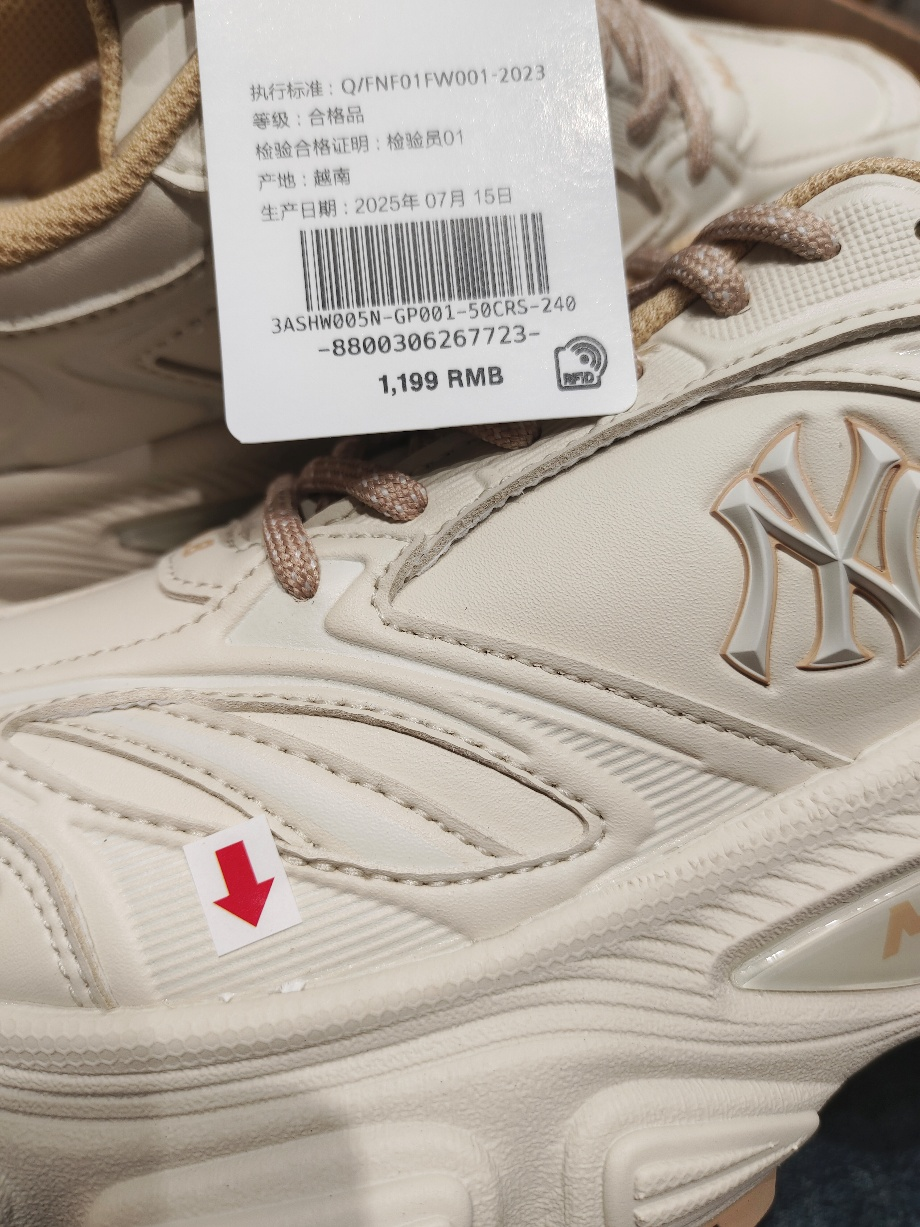 执行标准：Q/FNF01FW001-2023
等级：合格品
检验合格证明：检验员01
产地：越南
生产日期：2025年 07月 15日
3ASHW005N-GP001-50CRS-240
-8800306267723-
1,199 RMB
RFID
NY